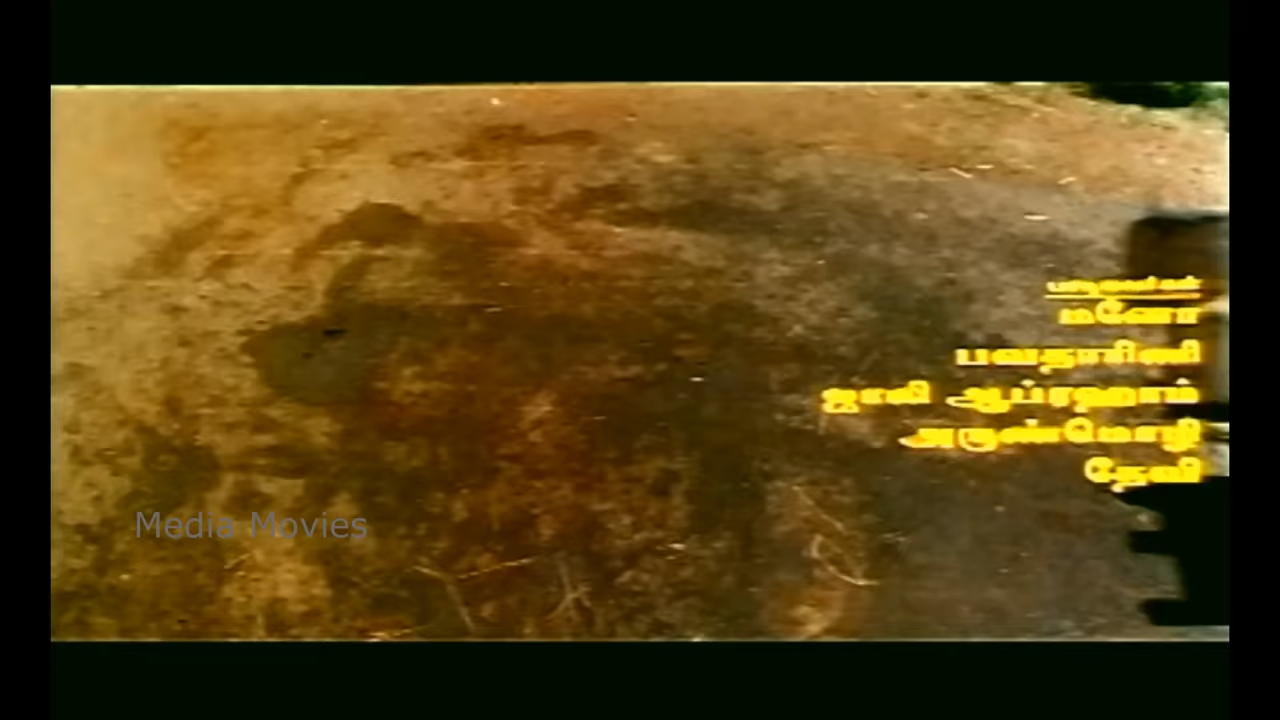 பாடியவர்கள்
மனோ
பவதாரிணி
ஜாலி ஆப்ரஹாம்
அருண்மொழி
தேவி
Media Movies